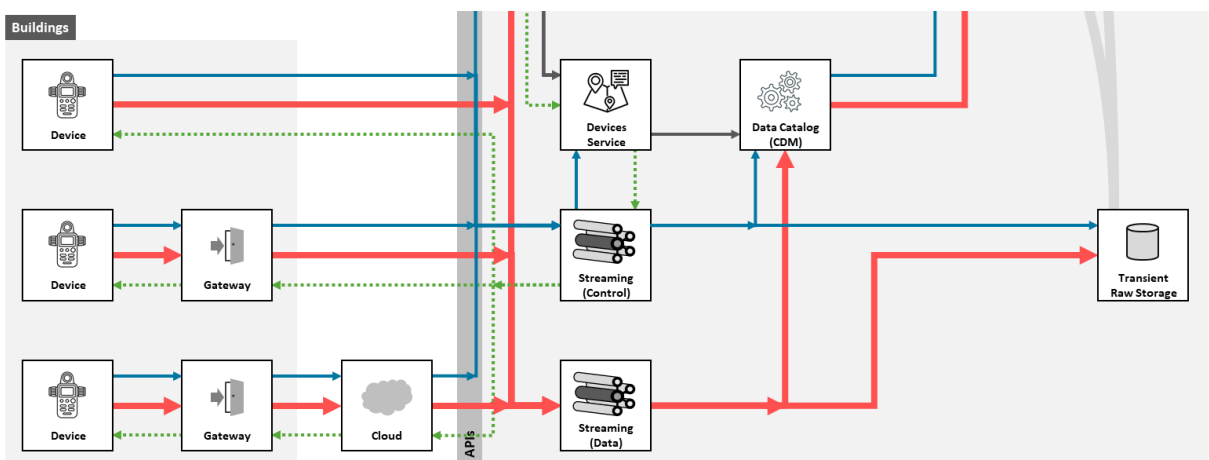 Buildings
Device
Devices
Service
Data Catalog
(CDM)
Device
Gateway
Streaming
(Control)
Transient
Raw Storage
Device
Gateway
Cloud
APIs
Streaming
(Data)